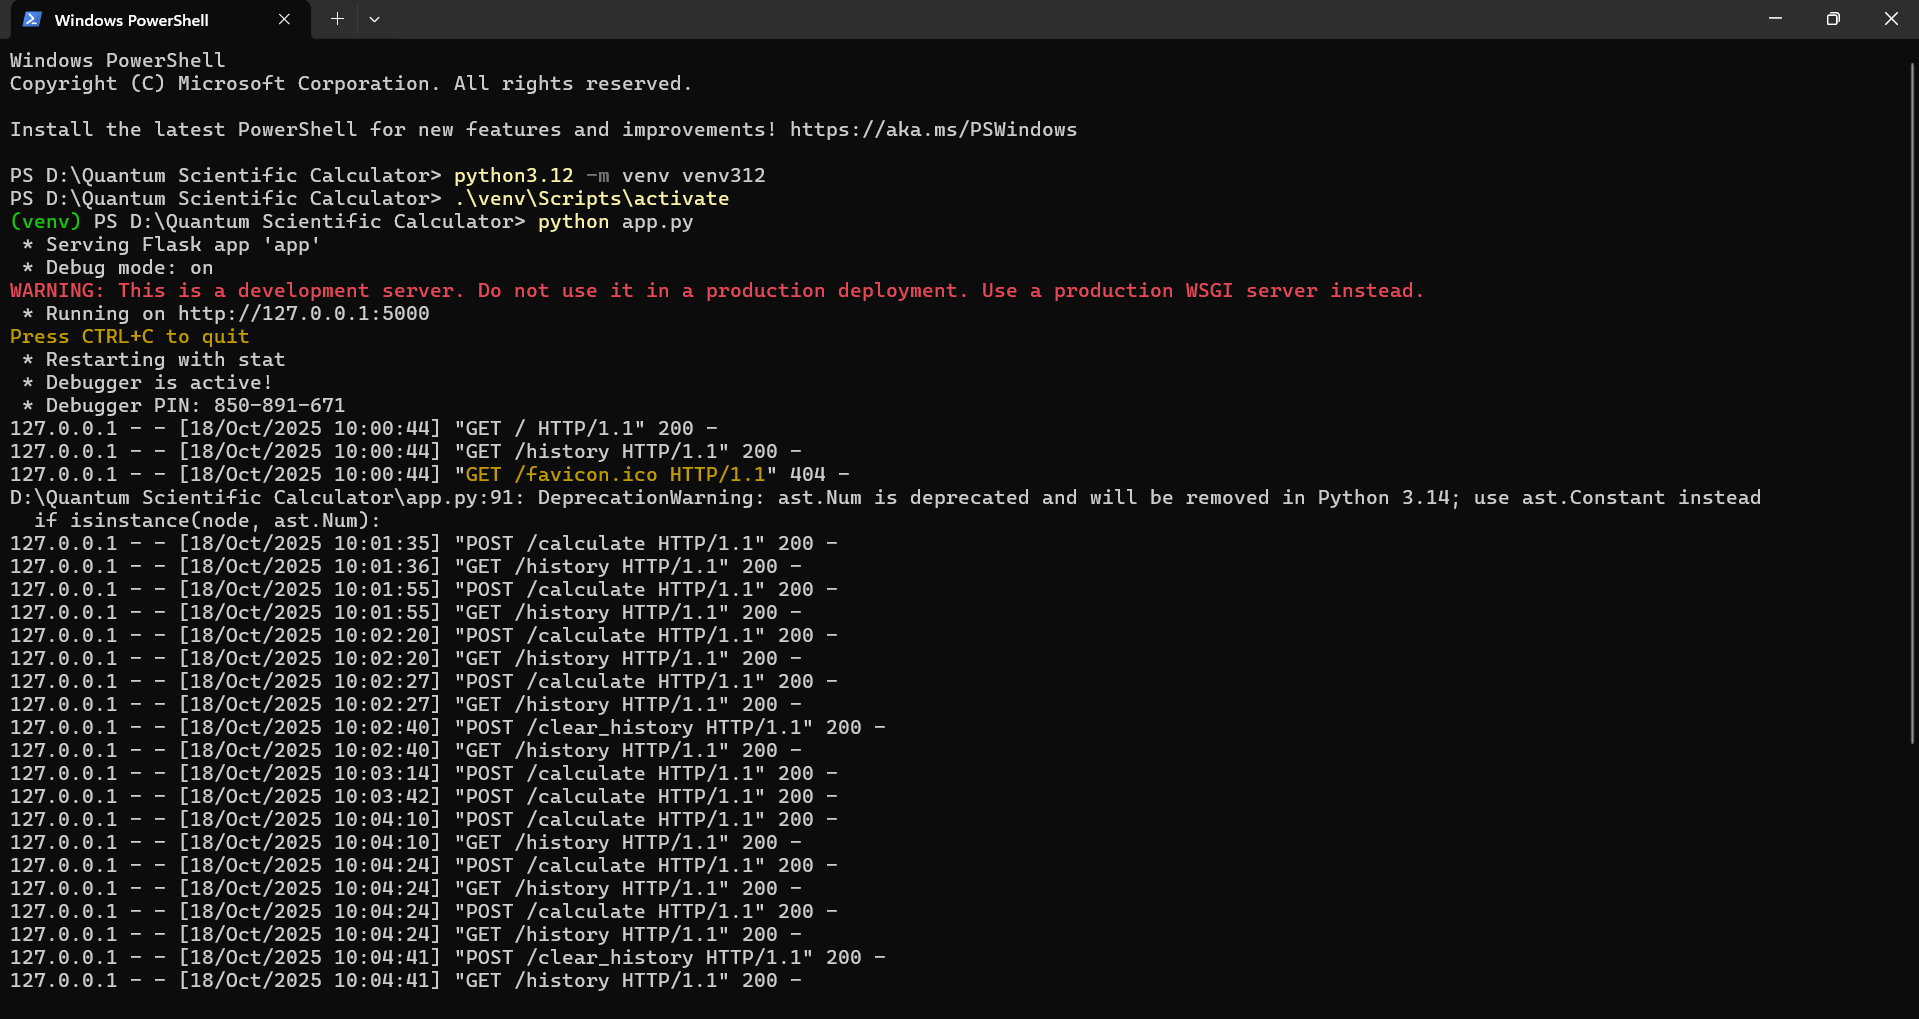 Windows PowerShell
Windows PowerShell
Copyright (C) Microsoft Corporation. All rights reserved.
Install the latest PowerShell for new features and improvements! https://aka.ms/PSWindows
PS D:\Quantum Scientific Calculator> python3.12 -m venv venv312
PS D:\Quantum Scientific Calculator> .\venv\Scripts\activate
(venv) PS D:\Quantum Scientific Calculator> python app.py
 * Serving Flask app 'app'
 * Debug mode: on
WARNING: This is a development server. Do not use it in a production deployment. Use a production WSGI server instead.
 * Running on http://127.0.0.1:5000
Press CTRL+C to quit
 * Restarting with stat
 * Debugger is active!
 * Debugger PIN: 850-891-671
127.0.0.1 - - [18/Oct/2025 10:00:44] "GET / HTTP/1.1" 200 -
127.0.0.1 - - [18/Oct/2025 10:00:44] "GET /history HTTP/1.1" 200 -
127.0.0.1 - - [18/Oct/2025 10:00:44] "GET /favicon.ico HTTP/1.1" 404 -
D:\Quantum Scientific Calculator\app.py:91: DeprecationWarning: ast.Num is deprecated and will be removed in Python 3.14; use ast.Constant instead
  if isinstance(node, ast.Num):
127.0.0.1 - - [18/Oct/2025 10:01:35] "POST /calculate HTTP/1.1" 200 -
127.0.0.1 - - [18/Oct/2025 10:01:36] "GET /history HTTP/1.1" 200 -
127.0.0.1 - - [18/Oct/2025 10:01:55] "POST /calculate HTTP/1.1" 200 -
127.0.0.1 - - [18/Oct/2025 10:01:55] "GET /history HTTP/1.1" 200 -
127.0.0.1 - - [18/Oct/2025 10:02:20] "POST /calculate HTTP/1.1" 200 -
127.0.0.1 - - [18/Oct/2025 10:02:20] "GET /history HTTP/1.1" 200 -
127.0.0.1 - - [18/Oct/2025 10:02:27] "POST /calculate HTTP/1.1" 200 -
127.0.0.1 - - [18/Oct/2025 10:02:27] "GET /history HTTP/1.1" 200 -
127.0.0.1 - - [18/Oct/2025 10:02:40] "POST /clear_history HTTP/1.1" 200 -
127.0.0.1 - - [18/Oct/2025 10:02:40] "GET /history HTTP/1.1" 200 -
127.0.0.1 - - [18/Oct/2025 10:03:14] "POST /calculate HTTP/1.1" 200 -
127.0.0.1 - - [18/Oct/2025 10:03:42] "POST /calculate HTTP/1.1" 200 -
127.0.0.1 - - [18/Oct/2025 10:04:10] "POST /calculate HTTP/1.1" 200 -
127.0.0.1 - - [18/Oct/2025 10:04:10] "GET /history HTTP/1.1" 200 -
127.0.0.1 - - [18/Oct/2025 10:04:24] "POST /calculate HTTP/1.1" 200 -
127.0.0.1 - - [18/Oct/2025 10:04:24] "GET /history HTTP/1.1" 200 -
127.0.0.1 - - [18/Oct/2025 10:04:24] "POST /calculate HTTP/1.1" 200 -
127.0.0.1 - - [18/Oct/2025 10:04:24] "GET /history HTTP/1.1" 200 -
127.0.0.1 - - [18/Oct/2025 10:04:41] "POST /clear_history HTTP/1.1" 200 -
127.0.0.1 - - [18/Oct/2025 10:04:41] "GET /history HTTP/1.1" 200 -